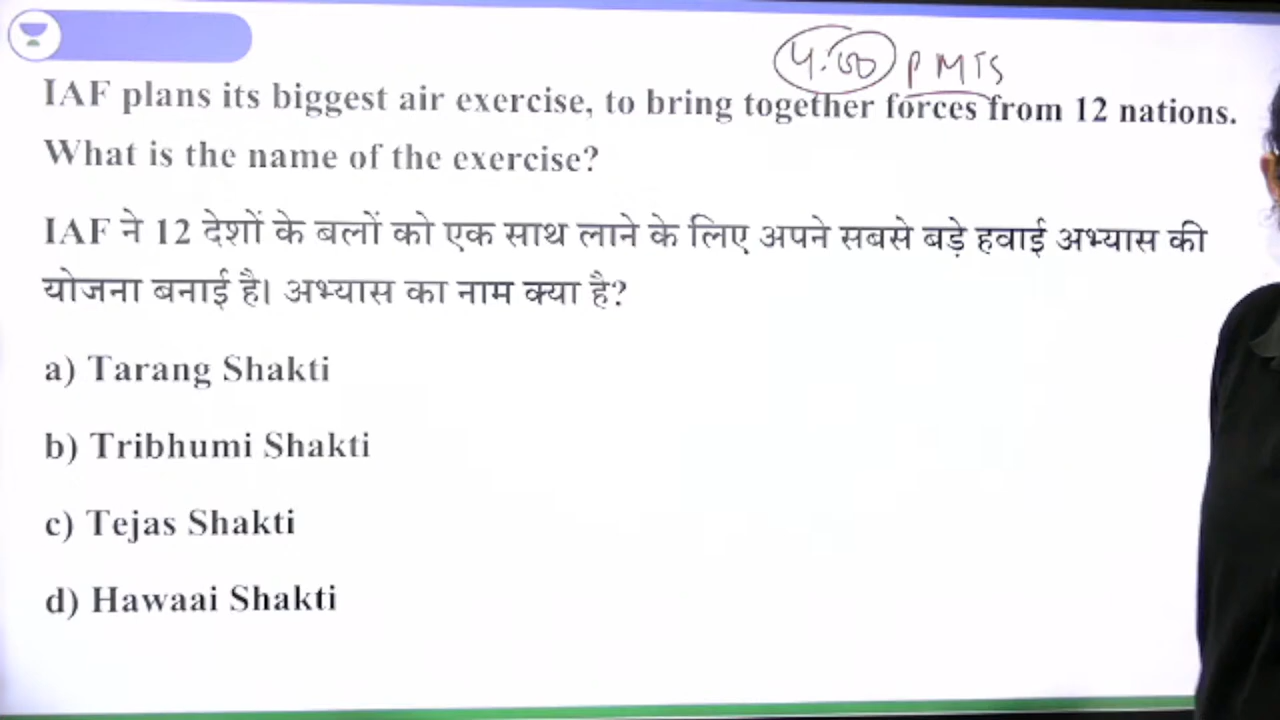 4:00 PMTS
IAF plans its biggest air exercise, to bring together forces from 12 nations.
What is the name of the exercise?
IAF ने 12 देशों के बलों को एक साथ लाने के लिए अपने सबसे बड़े हवाई अभ्यास की
योजना बनाई है। अभ्यास का नाम क्या है?
a) Tarang Shakti
b) Tribhumi Shakti
c) Tejas Shakti
d) Hawaai Shakti